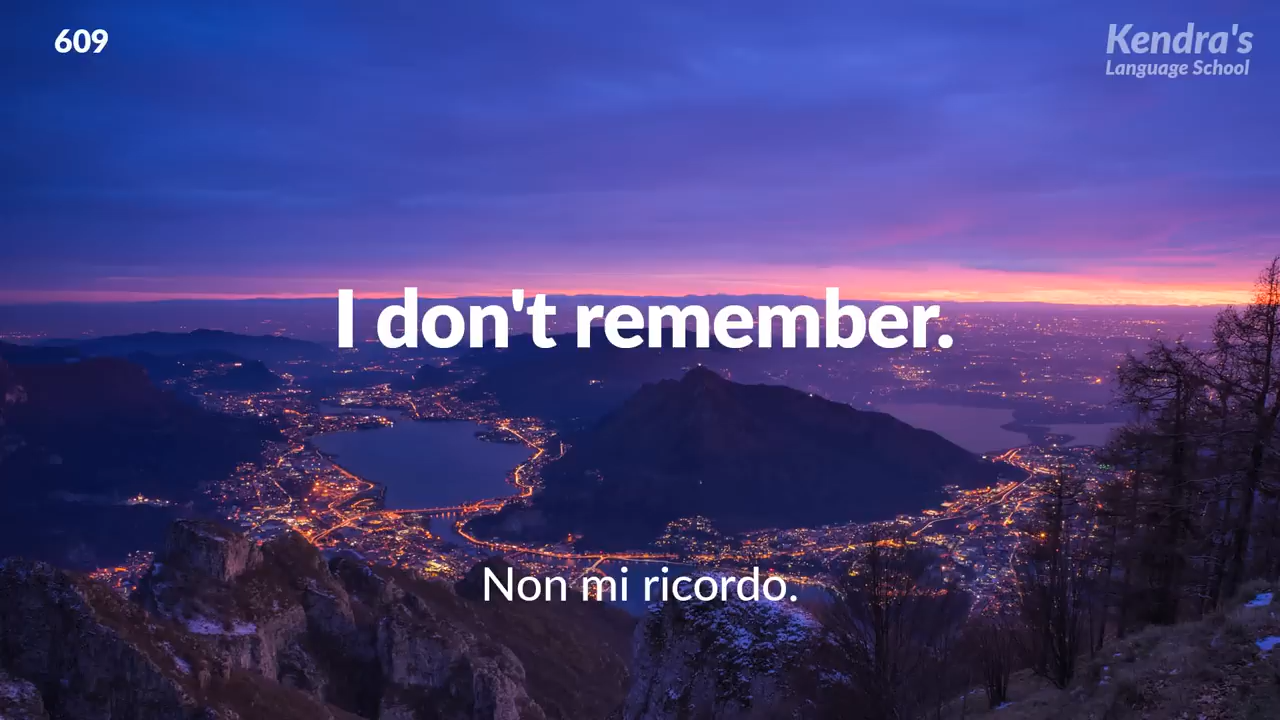 609
Kendra's
Language School
I don't remember.
Non mi ricordo.